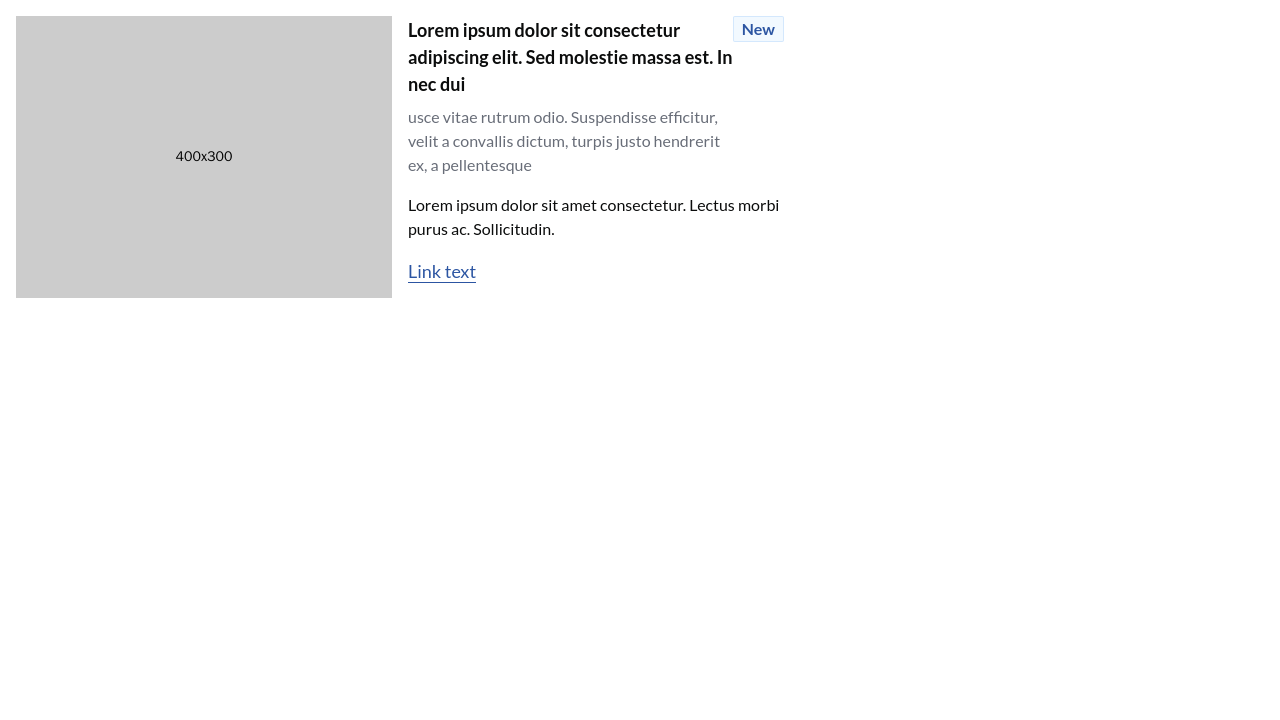 400x300
Lorem ipsum dolor sit consectetur
adipiscing elit. Sed molestie massa est. In
nec dui
New
usce vitae rutrum odio. Suspendisse efficitur,
velit a convallis dictum, turpis justo hendrerit
ex, a pellentesque
Lorem ipsum dolor sit amet consectetur. Lectus morbi
purus ac. Sollicitudin.
Link text